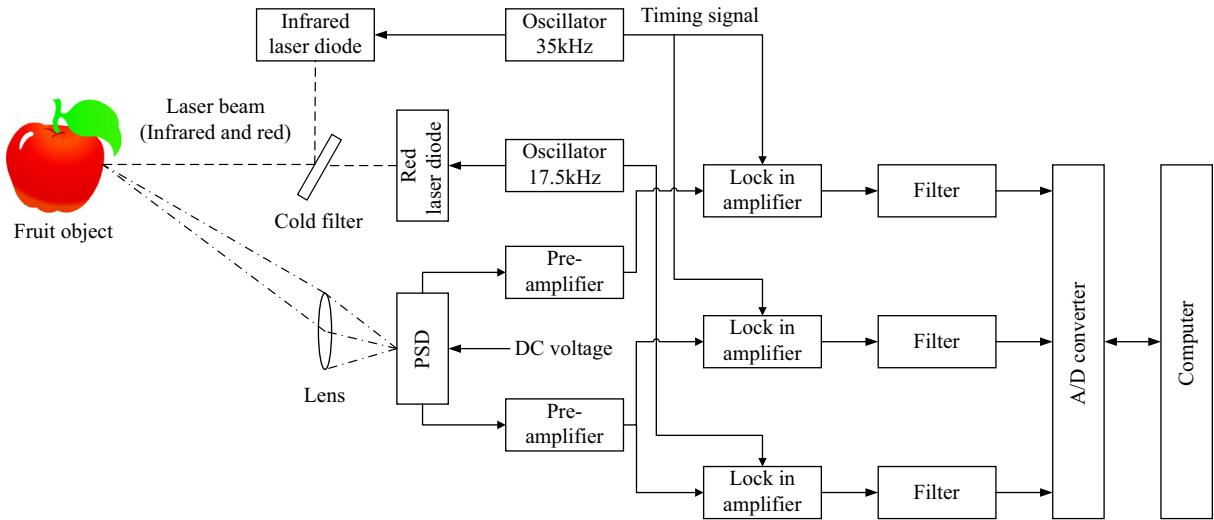 Infrared
laser diode
Oscillator
35kHz
Timing signal
Laser beam
(Infrared and red)
Red
laser diode
Oscillator
17.5kHz
Lock in
amplifier
Filter
Fruit object
Cold filter
Pre-
amplifier
PSD
DC voltage
Lock in
amplifier
Filter
A/D converter
Computer
Lens
Pre-
amplifier
Lock in
amplifier
Filter